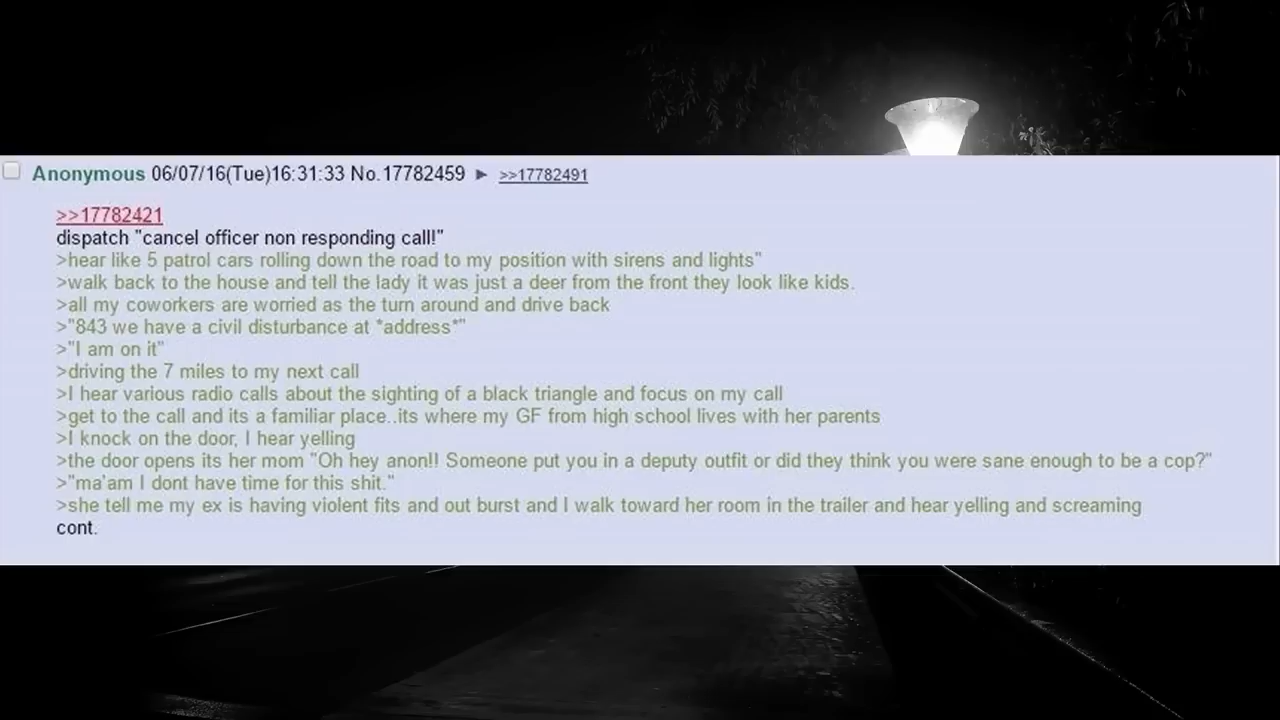 Anonymous 06/07/16(Tue)16:31:33 No.17782459 ► >>17782491
>>17782421
dispatch "cancel officer non responding call!"
>hear like 5 patrol cars rolling down the road to my position with sirens and lights"
>walk back to the house and tell the lady it was just a deer from the front they look like kids.
>all my coworkers are worried as the turn around and drive back
>"843 we have a civil disturbance at *address*"
>"I am on it"
>driving the 7 miles to my next call
>I hear various radio calls about the sighting of a black triangle and focus on my call
>get to the call and its a familiar place..its where my GF from high school lives with her parents
>I knock on the door, I hear yelling
>the door opens its her mom "Oh hey anon!! Someone put you in a deputy outfit or did they think you were sane enough to be a cop?"
>"ma'am I dont have time for this shit."
>she tell me my ex is having violent fits and out burst and I walk toward her room in the trailer and hear yelling and screaming
cont.